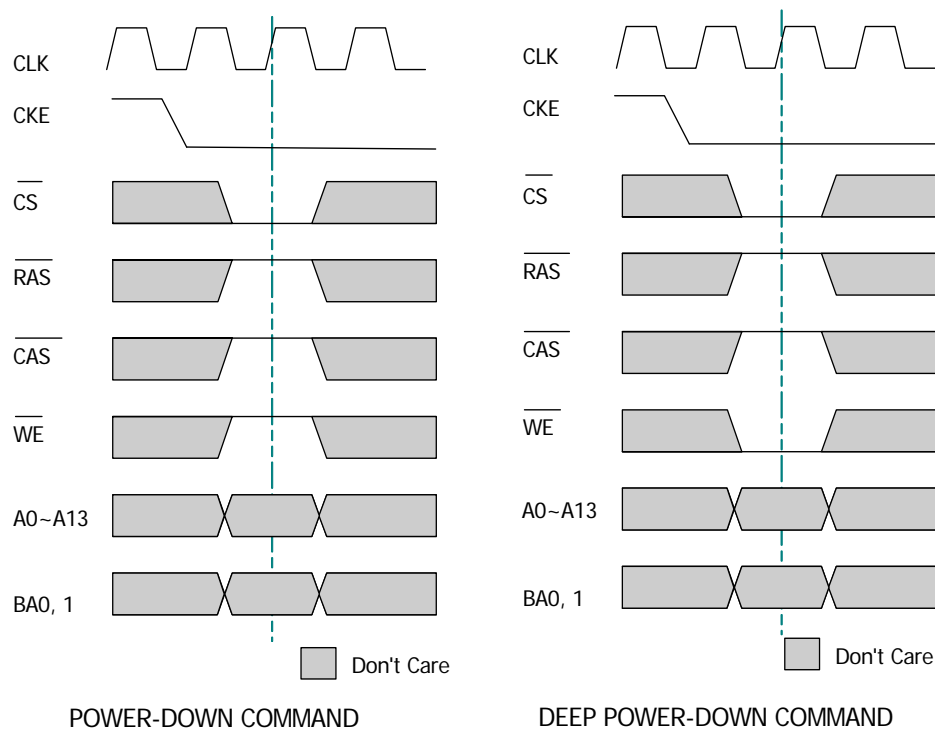 CLK
CKE
CS
RAS
CAS
WE
A0~A13
BA0, 1
Don't Care
POWER-DOWN COMMAND
CLK
CKE
CS
RAS
CAS
WE
A0~A13
BA0, 1
Don't Care
DEEP POWER-DOWN COMMAND